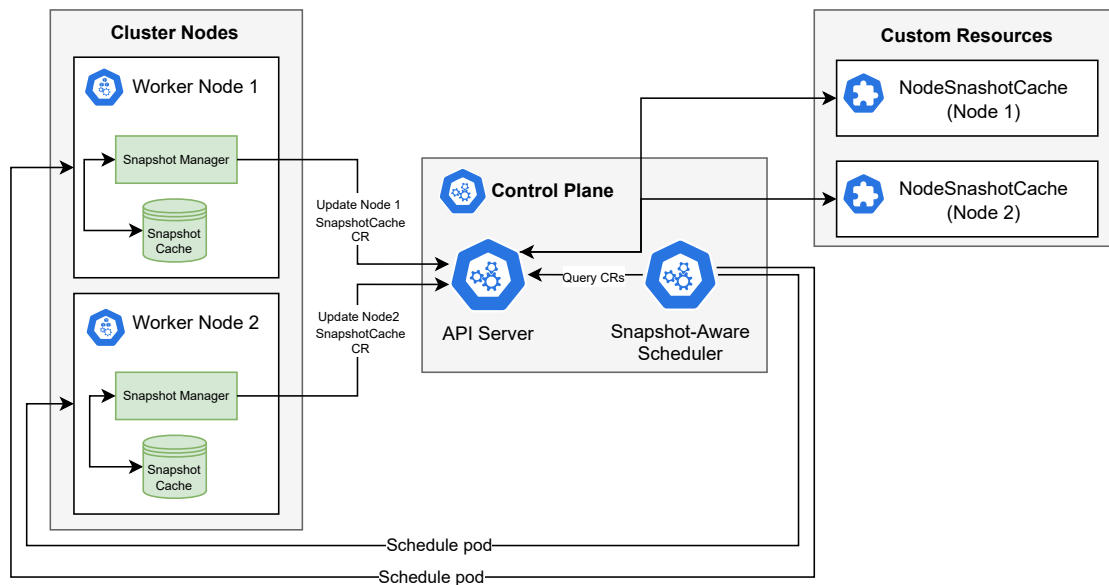 Cluster Nodes
Worker Node 1
Snapshot Manager
Snapshot
Cache
Worker Node 2
Snapshot Manager
Snapshot
Cache
Update Node 1
SnapshotCache
CR
Update Node2
SnapshotCache
CR
Control Plane
API Server
Query CRs
Snapshot-Aware
Scheduler
Custom Resources
NodeSnashotCache
(Node 1)
NodeSnashotCache
(Node 2)
Schedule pod
Schedule pod